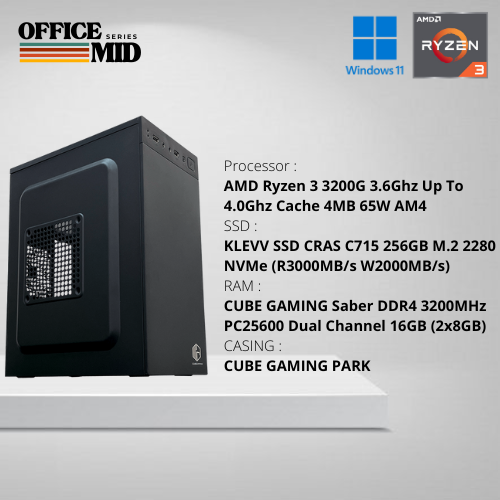 OFFICE
SERIES
MID
Windows 11
AMD
RYZEN
3
Processor :
AMD Ryzen 3 3200G 3.6Ghz Up To
4.0Ghz Cache 4MB 65W AM4
SSD :
KLEVV SSD CRAS C715 256GB M.2 2280
NVMe (R3000MB/s W2000MB/s)
RAM :
CUBE GAMING Saber DDR4 3200MHz
PC25600 Dual Channel 16GB (2x8GB)
CASING :
CUBE GAMING PARK